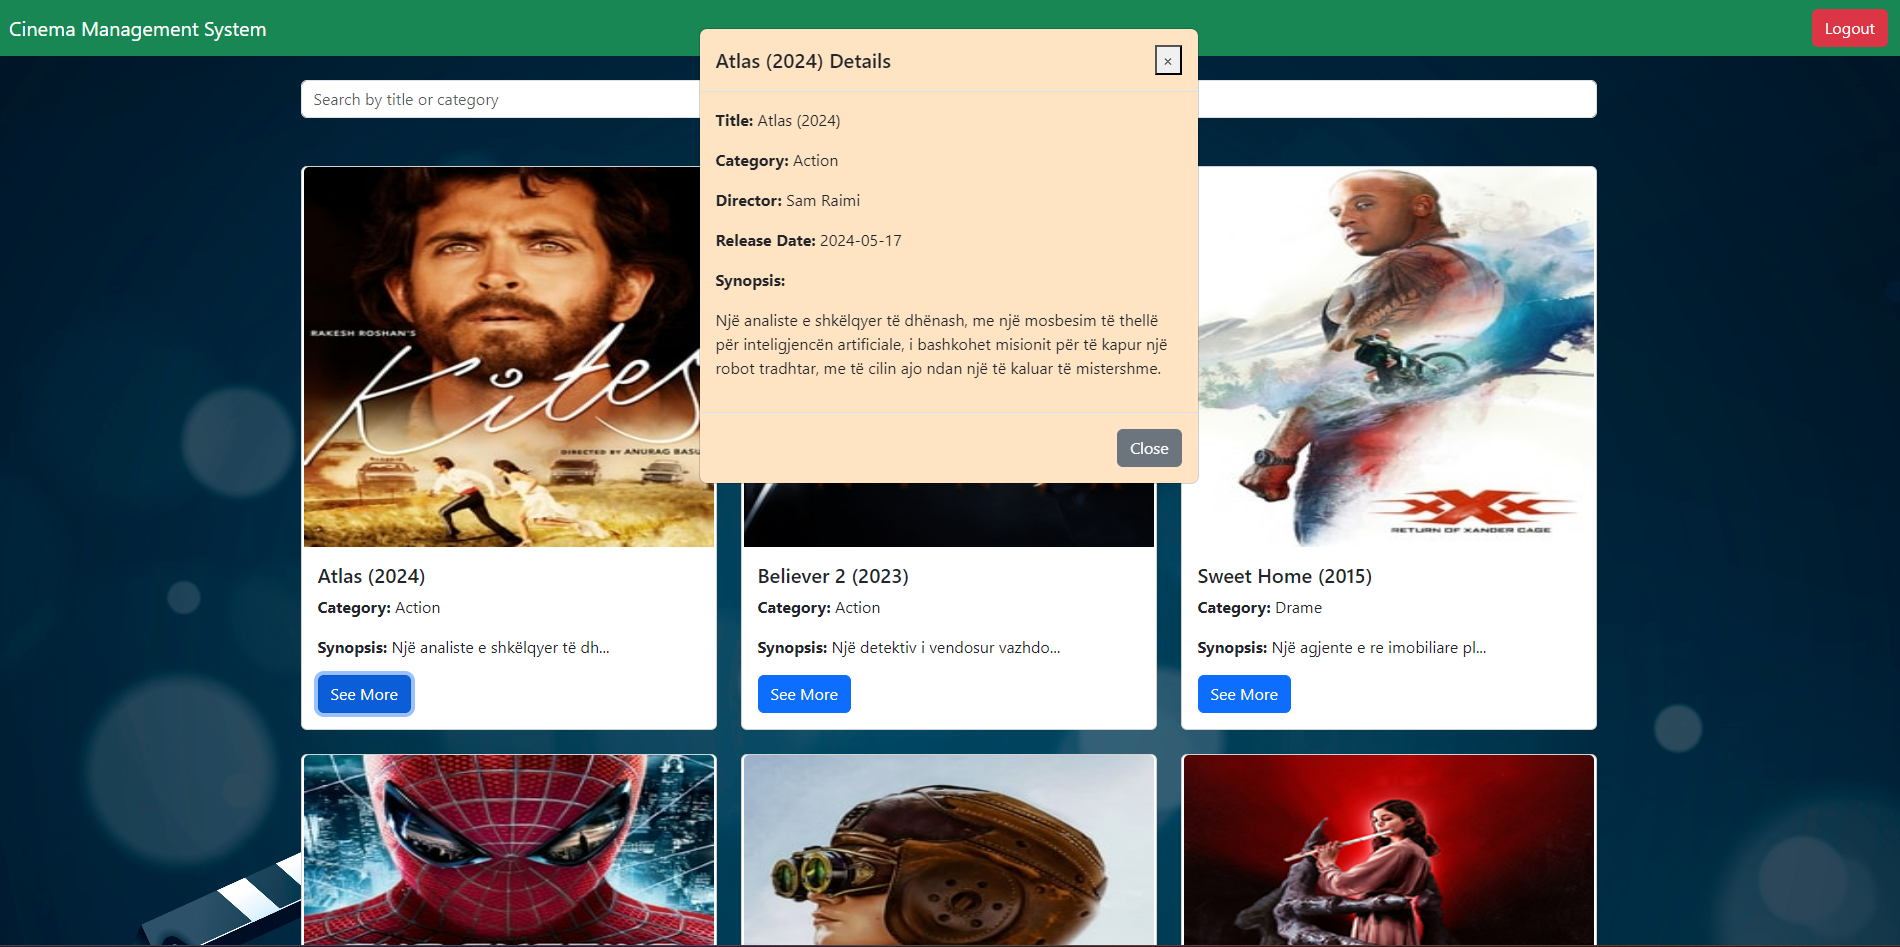 Cinema Management System
Logout
Search by title or category
Atlas (2024) Details
×
Title: Atlas (2024)
Category: Action
Director: Sam Raimi
Release Date: 2024-05-17
Synopsis:
Një analiste e shkëlqyer të dhënash, me një mosbesim të thellë
për inteligjencën artificiale, i bashkohet misionit për të kapur një
robot tradhtar, me të cilin ajo ndan një të kaluar të mistershme.
Close
RAKESH ROSHAN'S
Kites
DIRECTED BY ANURAG BASU
xXx
RETURN OF XANDER CAGE
Atlas (2024)
Category: Action
Synopsis: Një analiste e shkëlqyer të dh...
See More
Believer 2 (2023)
Category: Action
Synopsis: Një detektiv i vendosur vazhdo...
See More
Sweet Home (2015)
Category: Drame
Synopsis: Një agjente e re imobiliare pl...
See More